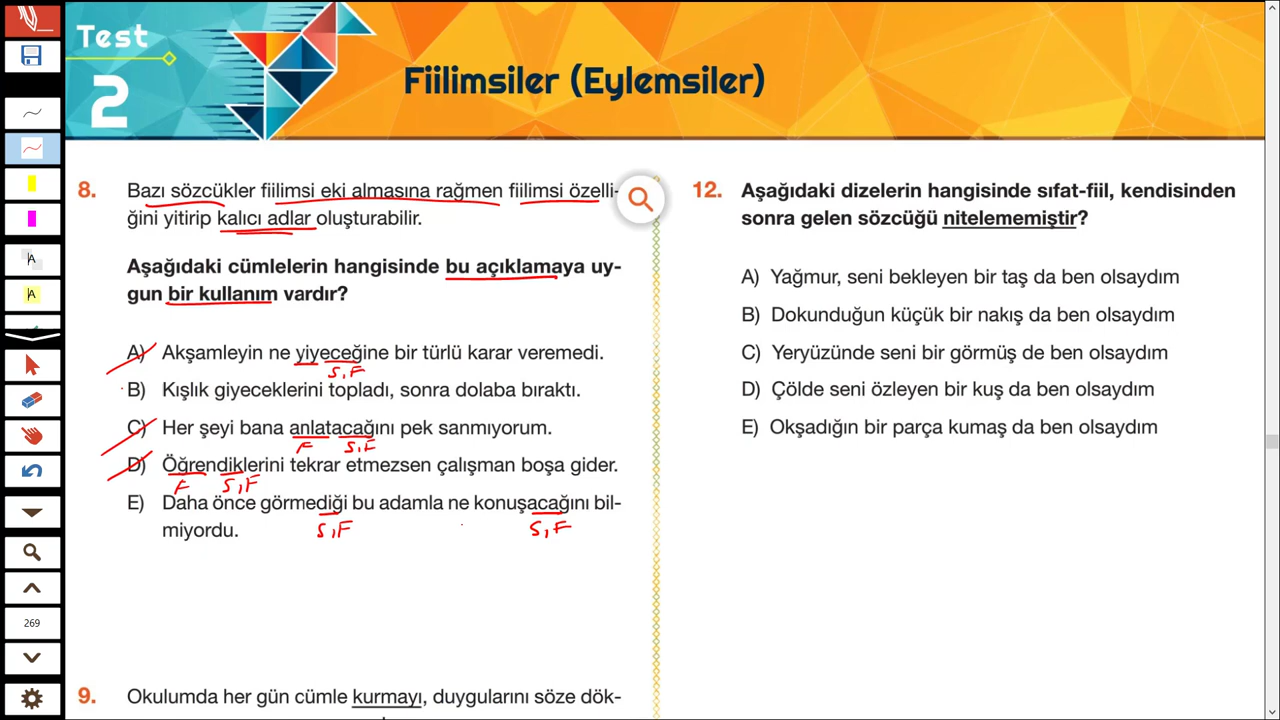 Test
2
Fiilimsiler (Eylemsiler)
8. Bazı sözcükler fiilimsi eki almasına rağmen fiilimsi özelli-
ğini yitirip kalıcı adlar oluşturabilir.
Aşağıdaki cümlelerin hangisinde bu açıklamaya uy-
gun bir kullanım vardır?
A) Akşamleyin ne yiyeceğine bir türlü karar veremedi.
S,F
B) Kışlık giyeceklerini topladı, sonra dolaba bıraktı.
C) Her şeyi bana anlatacağını pek sanmıyorum.
F S,F
D) Öğrendiklerini tekrar etmezsen çalışman boşa gider.
F S,F
E) Daha önce görmediği bu adamla ne konuşacağını bil-
miyordu.
S,F S,F
9. Okulumda her gün cümle kurmayı, duygularını söze dök-
12. Aşağıdaki dizelerin hangisinde sıfat-fiil, kendisinden
sonra gelen sözcüğü nitelememiştir?
A) Yağmur, seni bekleyen bir taş da ben olsaydım
B) Dokunduğun küçük bir nakış da ben olsaydım
C) Yeryüzünde seni bir görmüş de ben olsaydım
D) Çölde seni özleyen bir kuş da ben olsaydım
E) Okşadığın bir parça kumaş da ben olsaydım
A
A
269